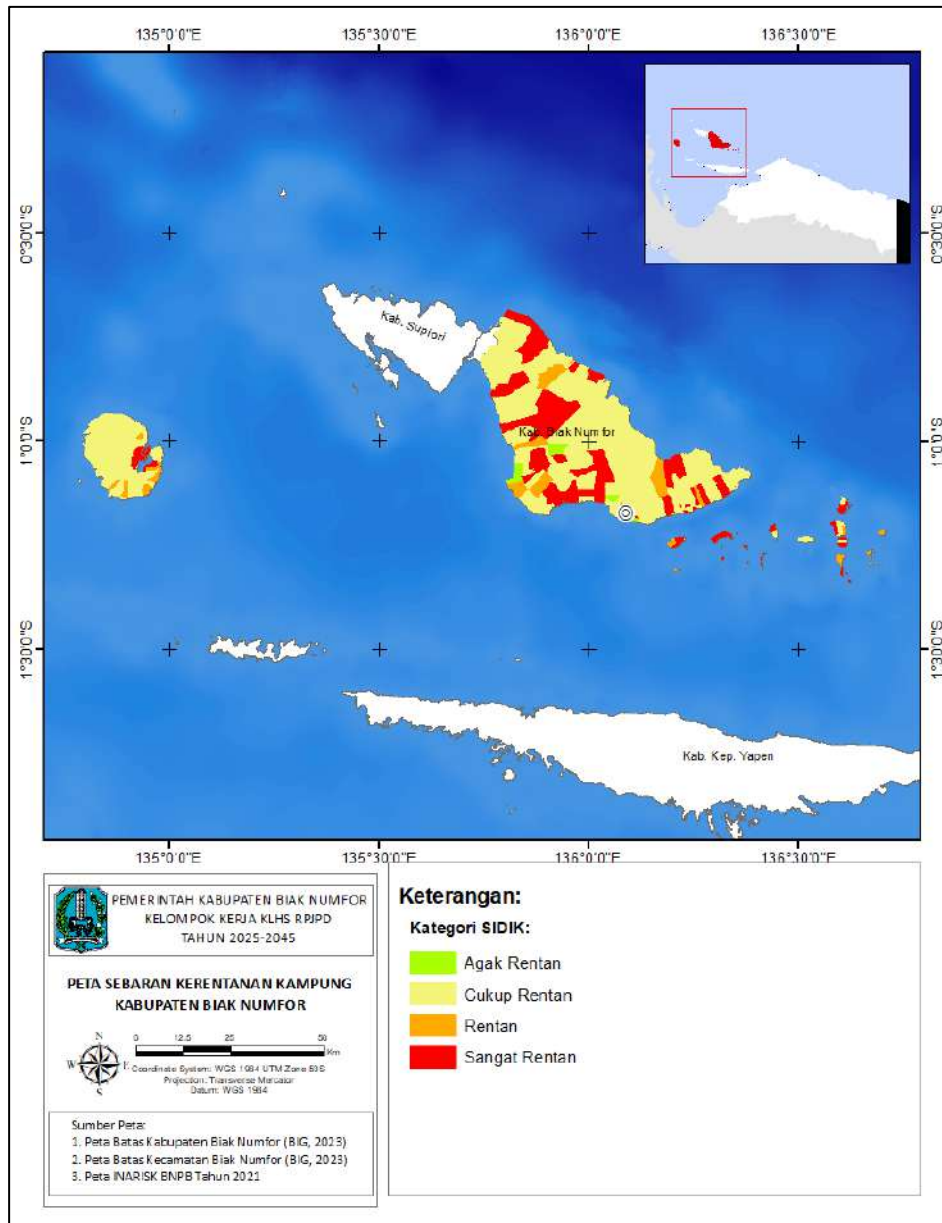 135°0'0"E 135°30'0"E 136°0'0"E 136°30'0"E
0°30'0"S 0°30'0"S
Kab. Supiori
Kab. Biak Numfor
1°0'0"S 1°0'0"S
1°30'0"S 1°30'0"S
Kab. Kep. Yapen
135°0'0"E 135°30'0"E 136°0'0"E 136°30'0"E
PEMERINTAH KABUPATEN BIAK NUMFOR
KELOMPOK KERJA KLHS RPJPD
TAHUN 2025-2045
PETA SEBARAN KERENTANAN KAMPUNG
KABUPATEN BIAK NUMFOR
N
W E
S
0 12.5 25 50
Km
Coordinate System: WGS 1984 UTM Zone 53S
Projection: Transverse Mercator
Datum: WGS 1984
Sumber Peta:
1. Peta Batas Kabupaten Biak Numfor (BIG, 2023)
2. Peta Batas Kecamatan Biak Numfor (BIG, 2023)
3. Peta INARISK BNPB Tahun 2021
Keterangan:
Kategori SIDIK:
Agak Rentan
Cukup Rentan
Rentan
Sangat Rentan